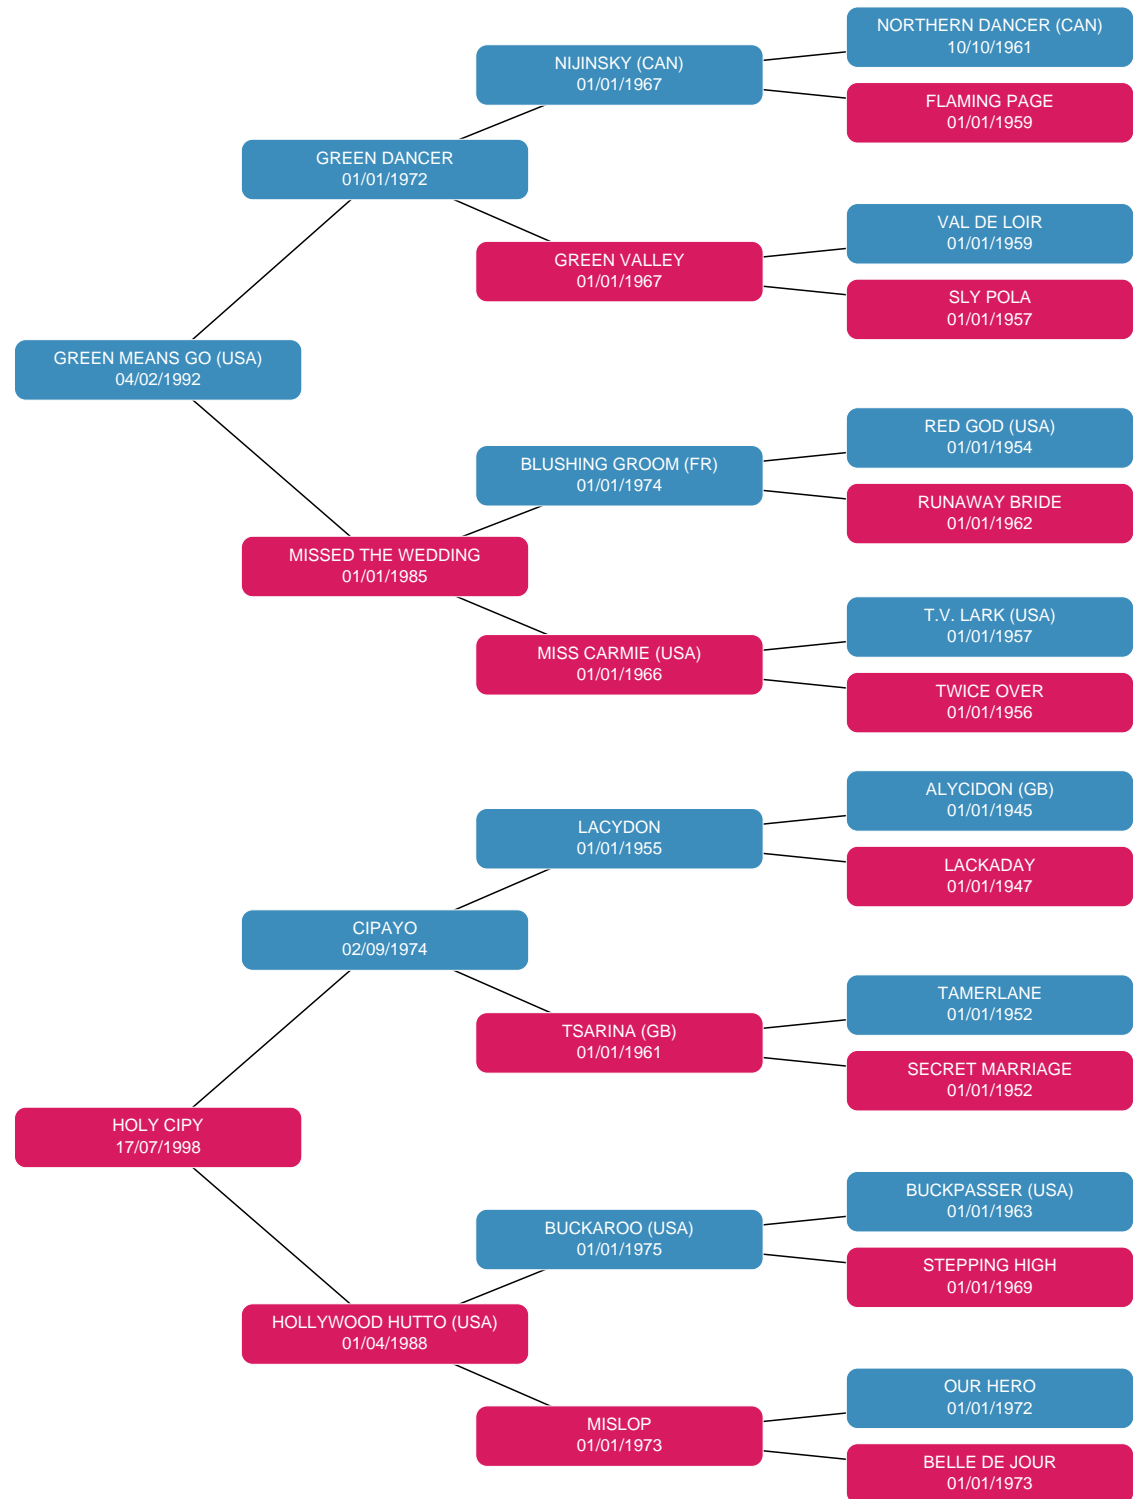 NORTHERN DANCER (CAN)
10/10/1961
NIJINSKY (CAN)
01/01/1967
FLAMING PAGE
01/01/1959
GREEN DANCER
01/01/1972
VAL DE LOIR
01/01/1959
GREEN VALLEY
01/01/1967
SLY POLA
01/01/1957
GREEN MEANS GO (USA)
04/02/1992
RED GOD (USA)
01/01/1954
BLUSHING GROOM (FR)
01/01/1974
RUNAWAY BRIDE
01/01/1962
MISSED THE WEDDING
01/01/1985
T.V. LARK (USA)
01/01/1957
MISS CARMIE (USA)
01/01/1966
TWICE OVER
01/01/1956
ALYCIDON (GB)
01/01/1945
LACYDON
01/01/1955
LACKADAY
01/01/1947
CIPAYO
02/09/1974
TAMERLANE
01/01/1952
TSARINA (GB)
01/01/1961
SECRET MARRIAGE
01/01/1952
HOLY CIPY
17/07/1998
BUCKPASSER (USA)
01/01/1963
BUCKAROO (USA)
01/01/1975
STEPPING HIGH
01/01/1969
HOLLYWOOD HUTTO (USA)
01/04/1988
OUR HERO
01/01/1972
MISLOP
01/01/1973
BELLE DE JOUR
01/01/1973